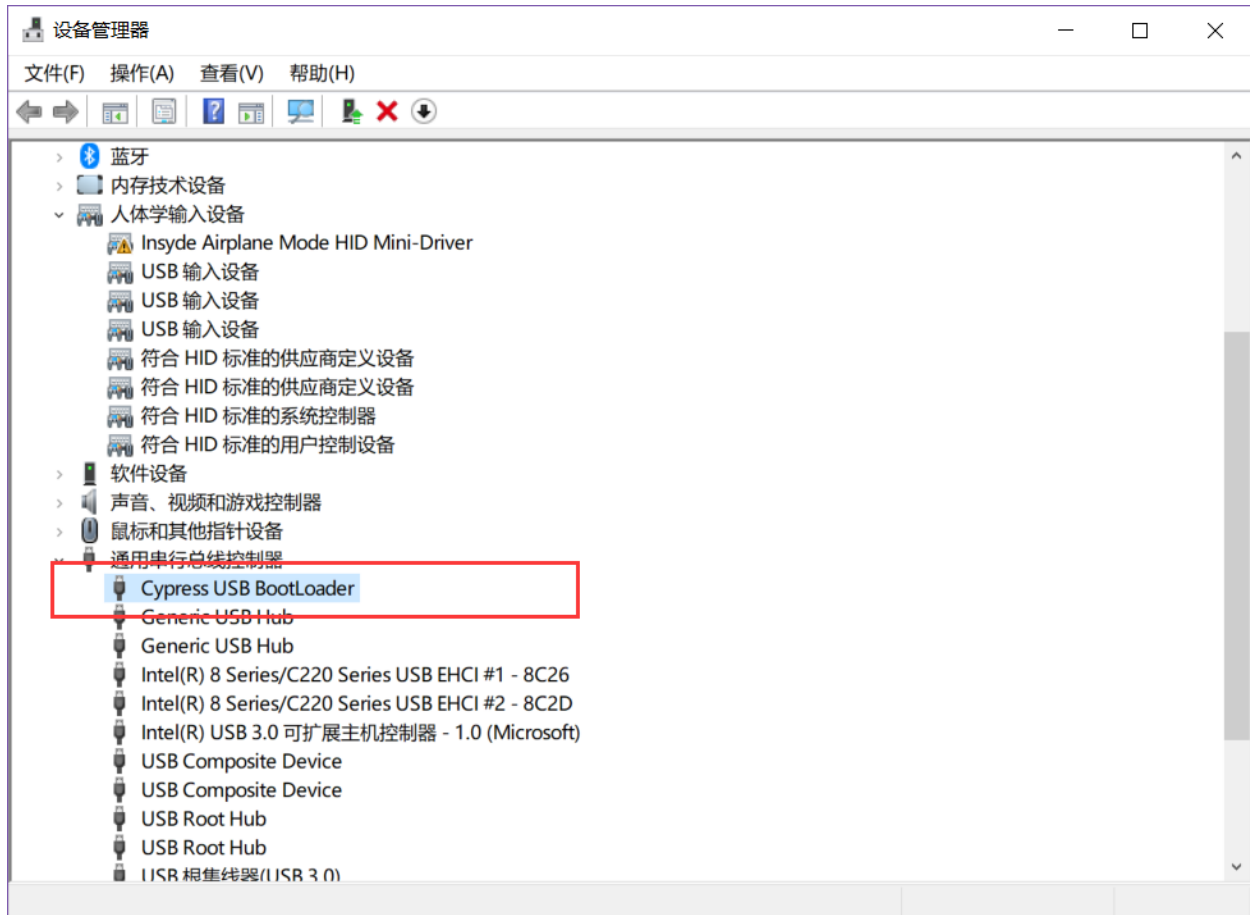 设备管理器
文件(F) 操作(A) 查看(V) 帮助(H)
蓝牙
内存技术设备
人体学输入设备
Insyde Airplane Mode HID Mini-Driver
USB 输入设备
USB 输入设备
USB 输入设备
符合 HID 标准的供应商定义设备
符合 HID 标准的供应商定义设备
符合 HID 标准的系统控制器
符合 HID 标准的用户控制设备
软件设备
声音、视频和游戏控制器
鼠标和其他指针设备
通用串行总线控制器
Cypress USB BootLoader
Generic USB Hub
Generic USB Hub
Intel(R) 8 Series/C220 Series USB EHCI #1 - 8C26
Intel(R) 8 Series/C220 Series USB EHCI #2 - 8C2D
Intel(R) USB 3.0 可扩展主机控制器 - 1.0 (Microsoft)
USB Composite Device
USB Composite Device
USB Root Hub
USB Root Hub
USB 根集线器(USB 3.0)